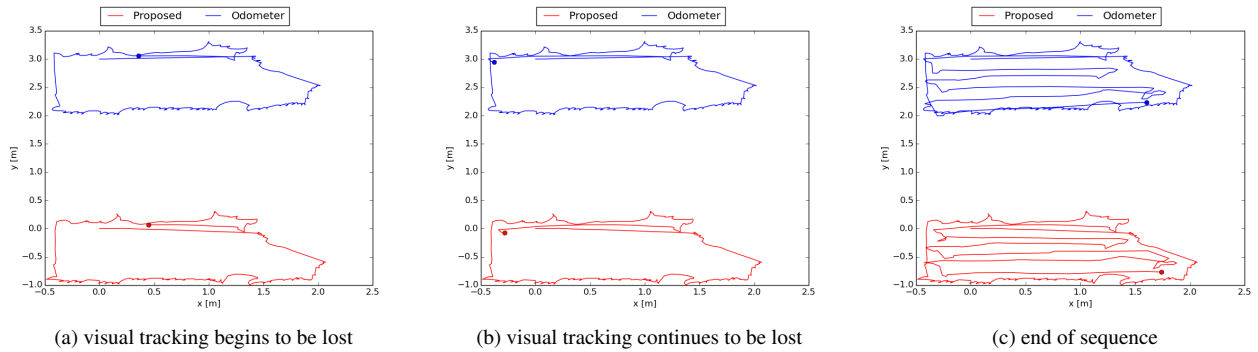 Proposed Odometer
3.5
3.0
2.5
2.0
1.5
1.0
0.5
0.0
−0.5
−1.0
y [m]
−0.5 0.0 0.5 1.0 1.5 2.0 2.5
x [m]
(a) visual tracking begins to be lost
Proposed Odometer
3.5
3.0
2.5
2.0
1.5
1.0
0.5
0.0
−0.5
−1.0
y [m]
−0.5 0.0 0.5 1.0 1.5 2.0 2.5
x [m]
(b) visual tracking continues to be lost
Proposed Odometer
3.5
3.0
2.5
2.0
1.5
1.0
0.5
0.0
−0.5
−1.0
y [m]
−0.5 0.0 0.5 1.0 1.5 2.0 2.5
x [m]
(c) end of sequence